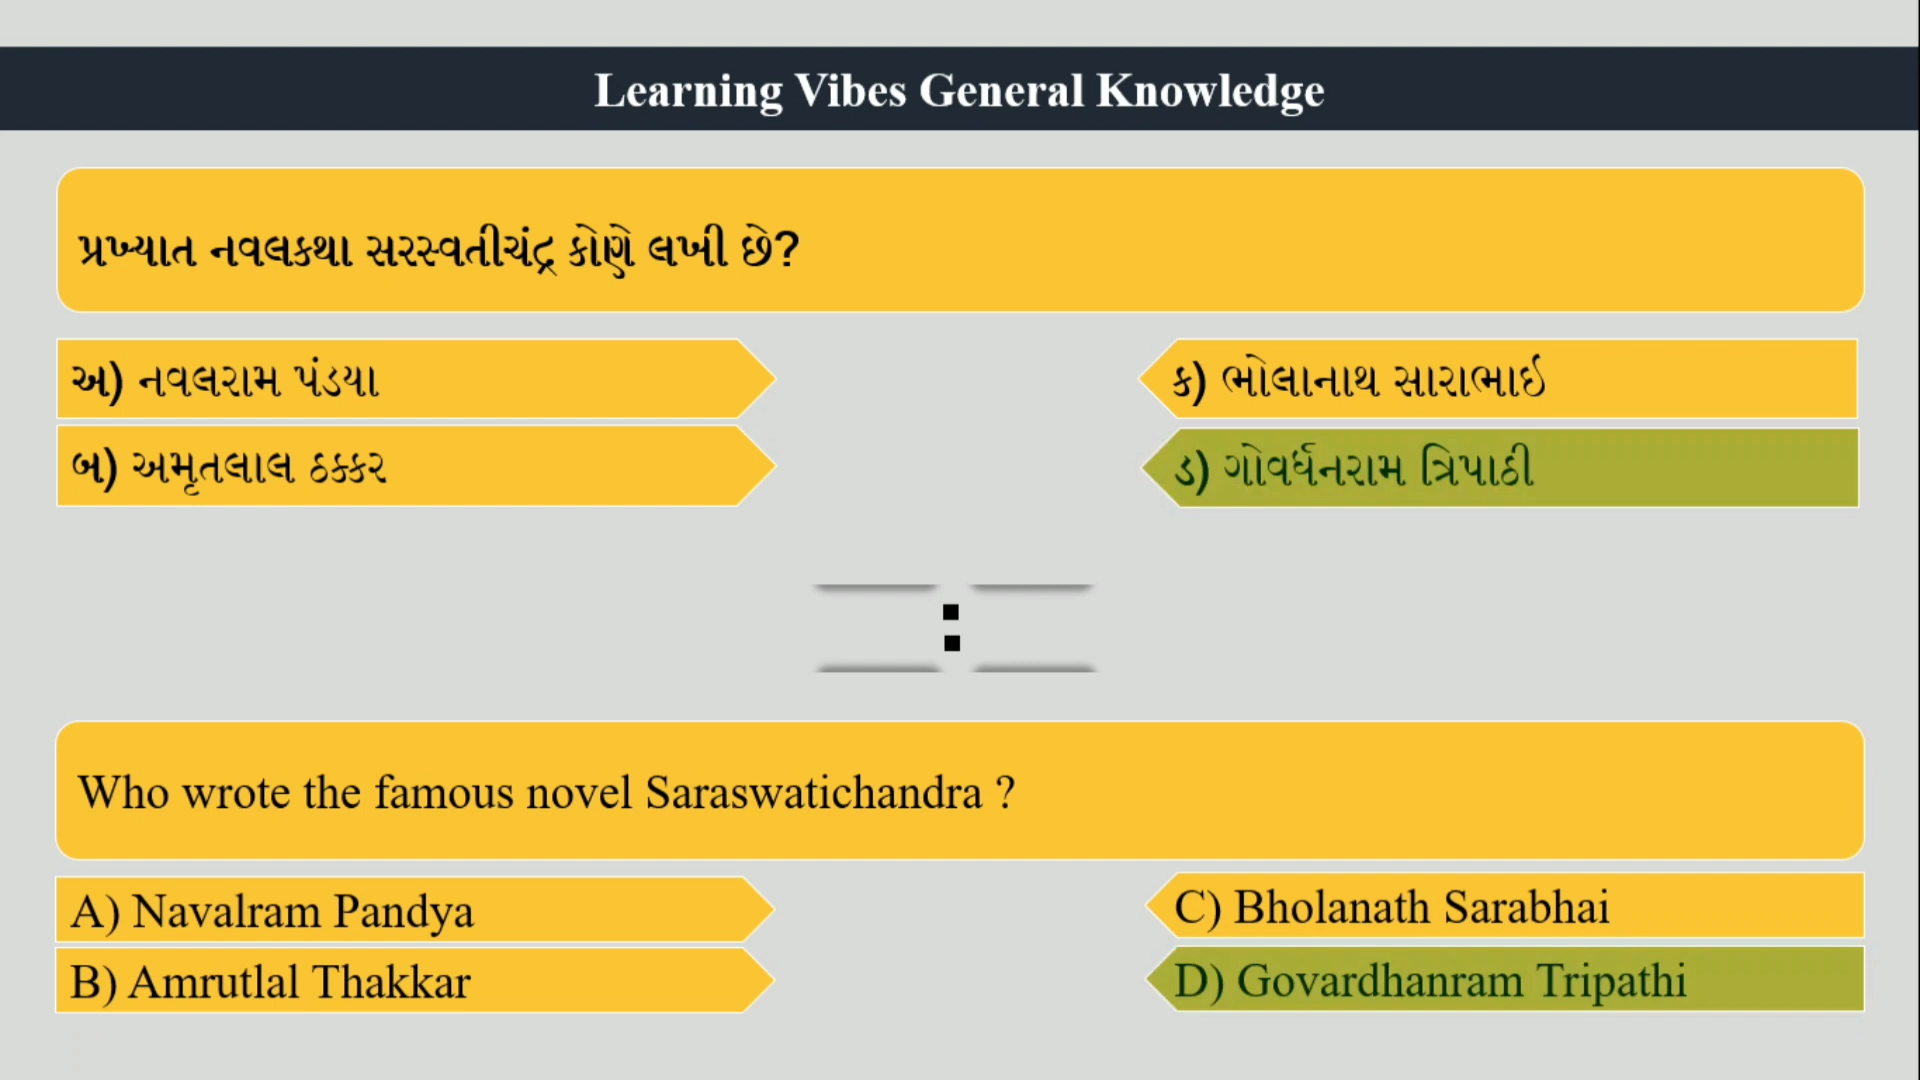 Learning Vibes General Knowledge
પ્રખ્યાત નવલકથા સરસ્વતીચંદ્ર કોણે લખી છે?
અ) નવલરામ પંડયા
બ) અમૃતલાલ ઠક્કર
ક) ભોલાનાથ સારાભાઈ
ડ) ગોવર્ધનરામ ત્રિપાઠી
:
Who wrote the famous novel Saraswatichandra ?
A) Navalram Pandya
B) Amrutlal Thakkar
C) Bholanath Sarabhai
D) Govardhanram Tripathi